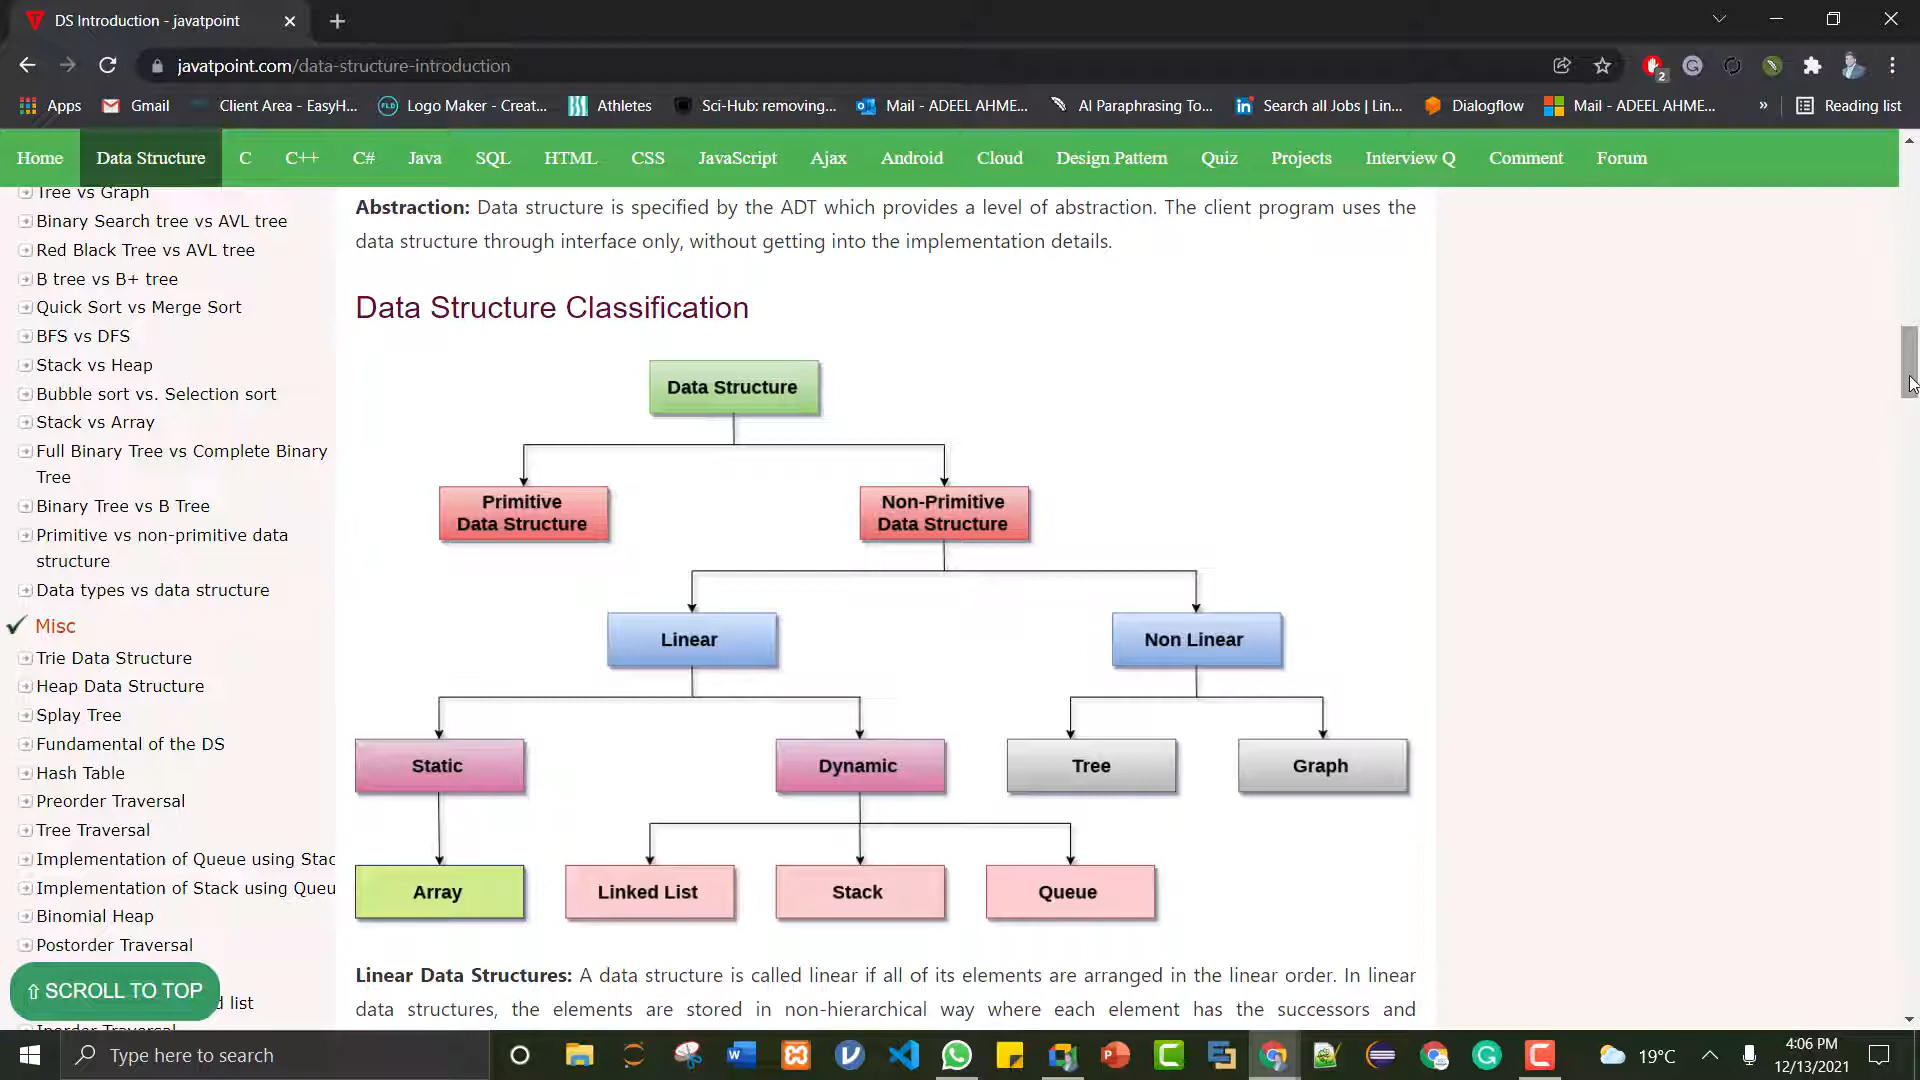 DS Introduction - javatpoint
javatpoint.com/data-structure-introduction
2
Apps
Gmail
Client Area - EasyH...
Logo Maker - Creat...
Athletes
Sci-Hub: removing...
Mail - ADEEL AHME...
AI Paraphrasing To...
Search all Jobs | Lin...
Dialogflow
Mail - ADEEL AHME...
»
Reading list
Home
Data Structure
C
C++
C#
Java
SQL
HTML
CSS
JavaScript
Ajax
Android
Cloud
Design Pattern
Quiz
Projects
Interview Q
Comment
Forum
Tree vs Graph
Binary Search tree vs AVL tree
Red Black Tree vs AVL tree
B tree vs B+ tree
Quick Sort vs Merge Sort
BFS vs DFS
Stack vs Heap
Bubble sort vs. Selection sort
Stack vs Array
Full Binary Tree vs Complete Binary
Tree
Binary Tree vs B Tree
Primitive vs non-primitive data
structure
Data types vs data structure
Misc
Trie Data Structure
Heap Data Structure
Splay Tree
Fundamental of the DS
Hash Table
Preorder Traversal
Tree Traversal
Implementation of Queue using Stac
Implementation of Stack using Queu
Binomial Heap
Postorder Traversal
d list
Inorder Traversal
⇧ SCROLL TO TOP
Abstraction: Data structure is specified by the ADT which provides a level of abstraction. The client program uses the
data structure through interface only, without getting into the implementation details.
Data Structure Classification
Data Structure
Primitive
Data Structure
Non-Primitive
Data Structure
Linear
Non Linear
Static
Dynamic
Tree
Graph
Array
Linked List
Stack
Queue
Linear Data Structures: A data structure is called linear if all of its elements are arranged in the linear order. In linear
data structures, the elements are stored in non-hierarchical way where each element has the successors and
Type here to search
19°C
4:06 PM
12/13/2021